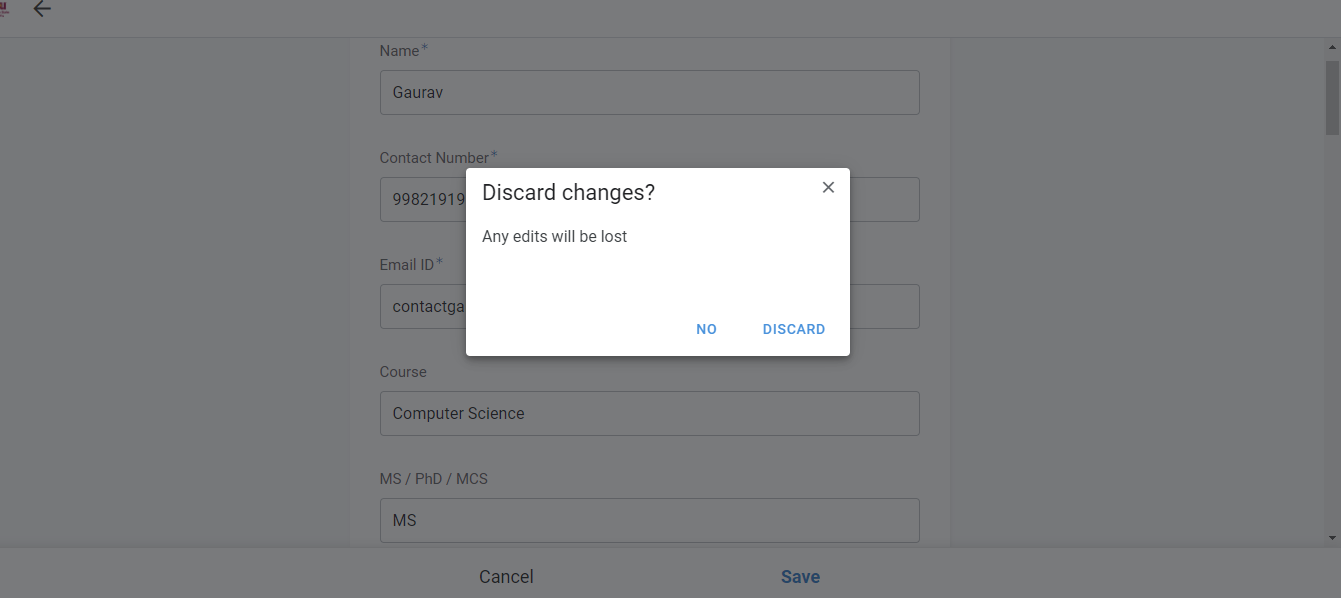 Name*
Gaurav
Contact Number*
99821919
Discard changes?
Any edits will be lost
Email ID*
contactga
NO
DISCARD
Course
Computer Science
MS / PhD / MCS
MS
Cancel
Save